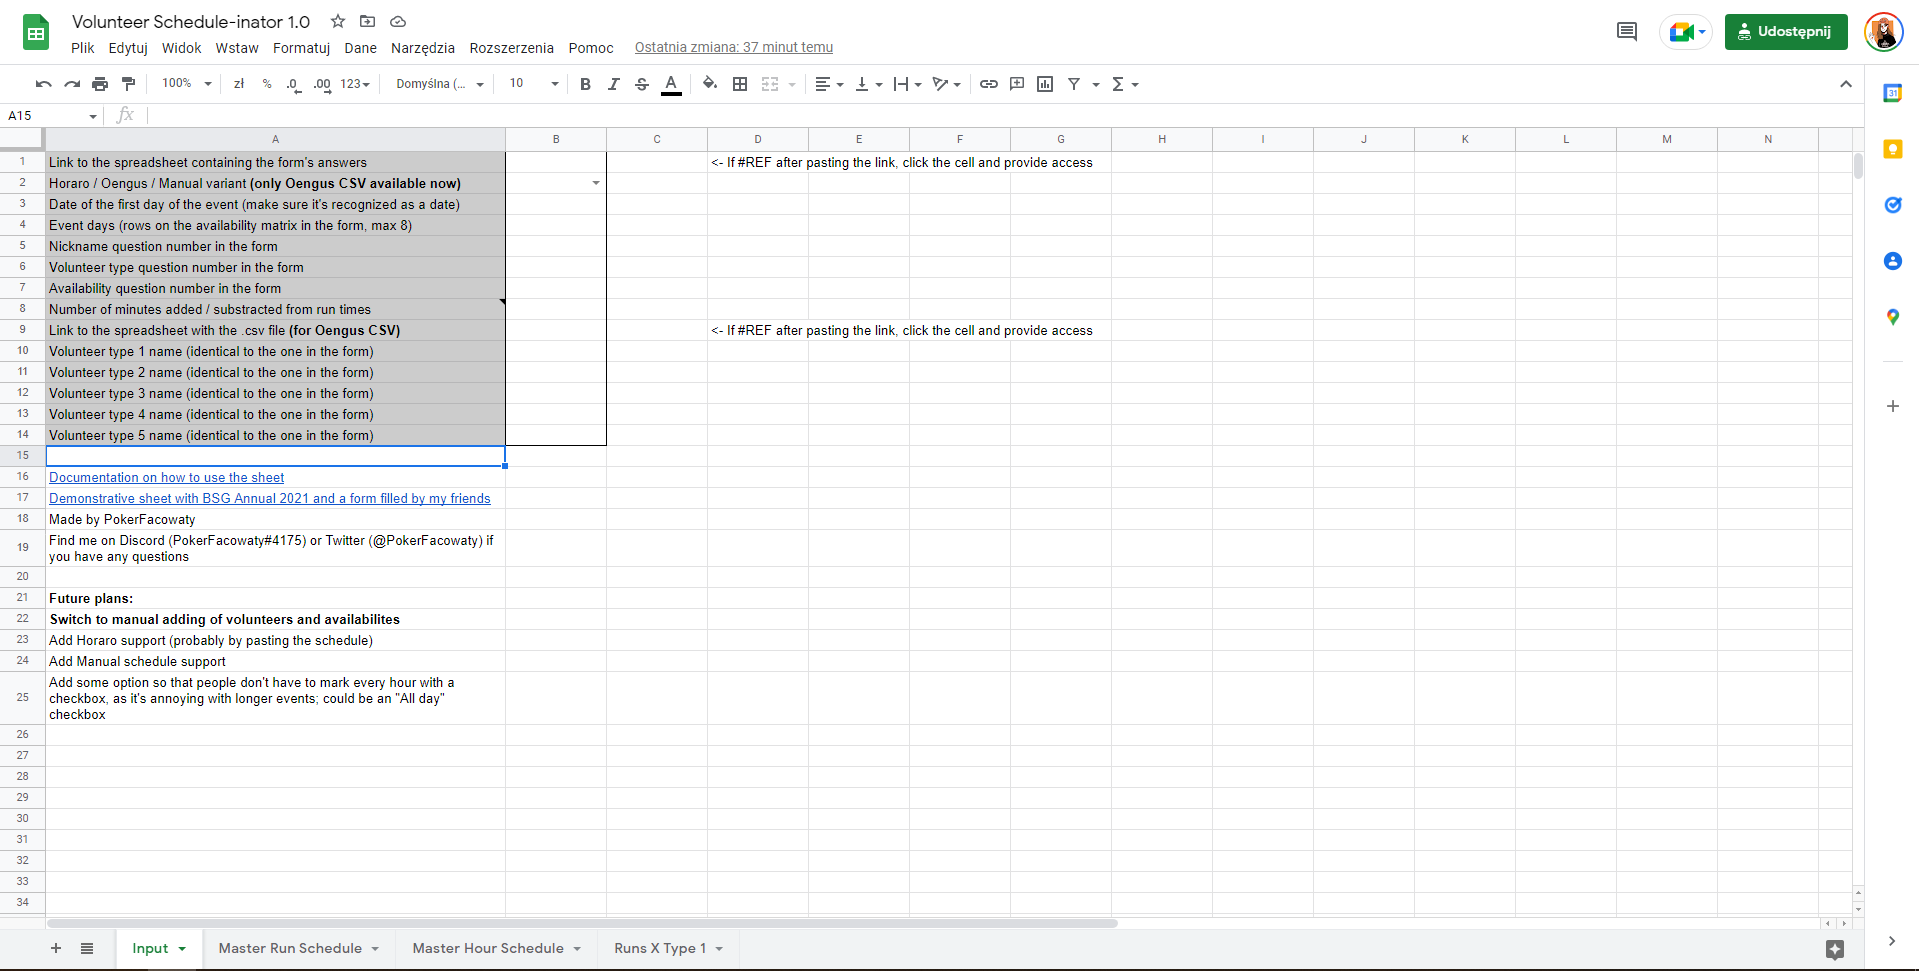 Volunteer Schedule-inator 1.0
Plik Edytuj Widok Wstaw Formatuj Dane Narzędzia Rozszerzenia Pomoc Ostatnia zmiana: 37 minut temu
Udostępnij
100% zł % .0 .00 123 Domyślna (... 10 B I S A
31
A15 fx
A B C D E F G H I J K L M N
1 Link to the spreadsheet containing the form's answers <- If #REF after pasting the link, click the cell and provide access
2 Horaro / Oengus / Manual variant (only Oengus CSV available now)
3 Date of the first day of the event (make sure it's recognized as a date)
4 Event days (rows on the availability matrix in the form, max 8)
5 Nickname question number in the form
6 Volunteer type question number in the form
7 Availability question number in the form
8 Number of minutes added / substracted from run times
9 Link to the spreadsheet with the .csv file (for Oengus CSV) <- If #REF after pasting the link, click the cell and provide access
10 Volunteer type 1 name (identical to the one in the form)
11 Volunteer type 2 name (identical to the one in the form)
12 Volunteer type 3 name (identical to the one in the form)
13 Volunteer type 4 name (identical to the one in the form)
14 Volunteer type 5 name (identical to the one in the form)
15
16 Documentation on how to use the sheet
17 Demonstrative sheet with BSG Annual 2021 and a form filled by my friends
18 Made by PokerFacowaty
19 Find me on Discord (PokerFacowaty#4175) or Twitter (@PokerFacowaty) if
you have any questions
20
21 Future plans:
22 Switch to manual adding of volunteers and availabilites
23 Add Horaro support (probably by pasting the schedule)
24 Add Manual schedule support
25 Add some option so that people don't have to mark every hour with a
checkbox, as it's annoying with longer events; could be an "All day"
checkbox
26
27
28
29
30
31
32
33
34
Input Master Run Schedule Master Hour Schedule Runs X Type 1